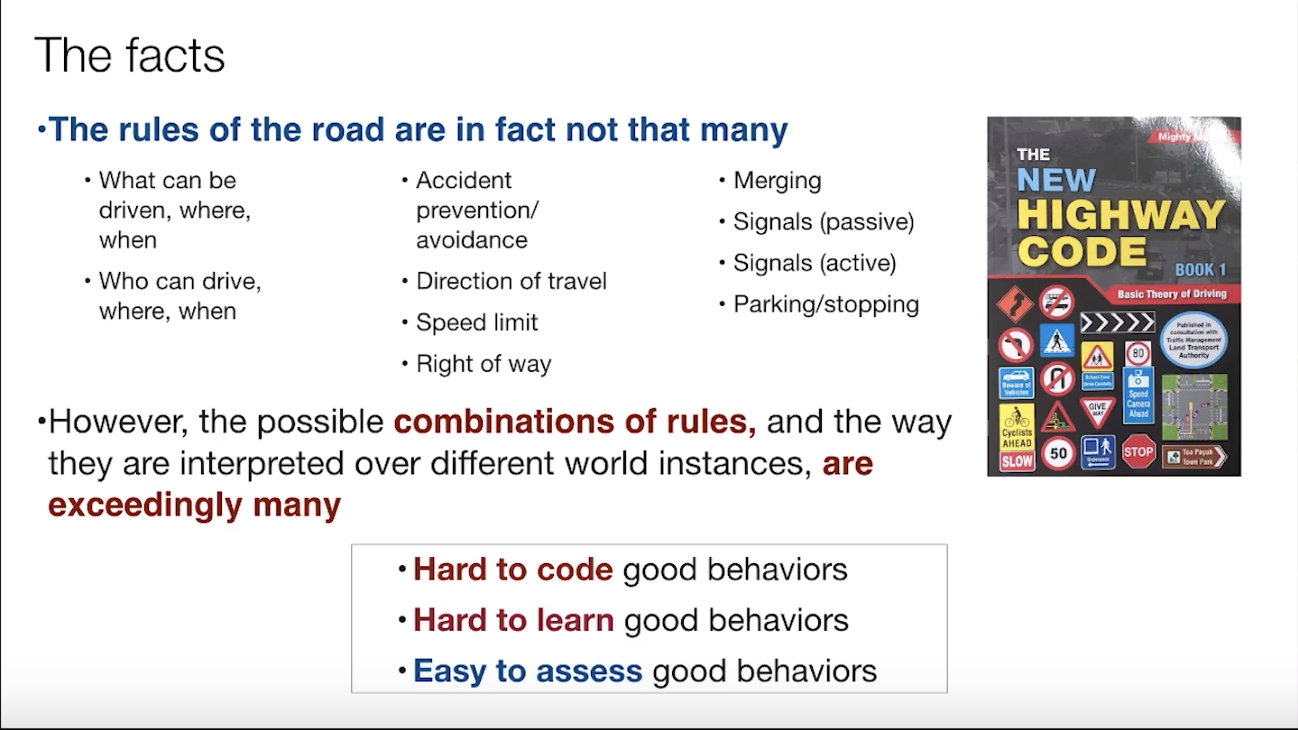 The facts
•The rules of the road are in fact not that many
• What can be
driven, where,
when
• Who can drive,
where, when
• Accident
prevention/
avoidance
• Direction of travel
• Speed limit
• Right of way
• Merging
• Signals (passive)
• Signals (active)
• Parking/stopping
•However, the possible combinations of rules, and the way
they are interpreted over different world instances, are
exceedingly many
• Hard to code good behaviors
• Hard to learn good behaviors
• Easy to assess good behaviors
Mighty
THE
NEW
HIGHWAY
CODE
BOOK 1
Basic Theory of Driving
Published in
consultation with
Traffic Management
Land Transport
Authority
80
Beware of
Vehicles
Speed
Camera
Ahead
GIVE
WAY
Cyclists
AHEAD
SLOW
50
STOP
Toa Payoh
Town Park